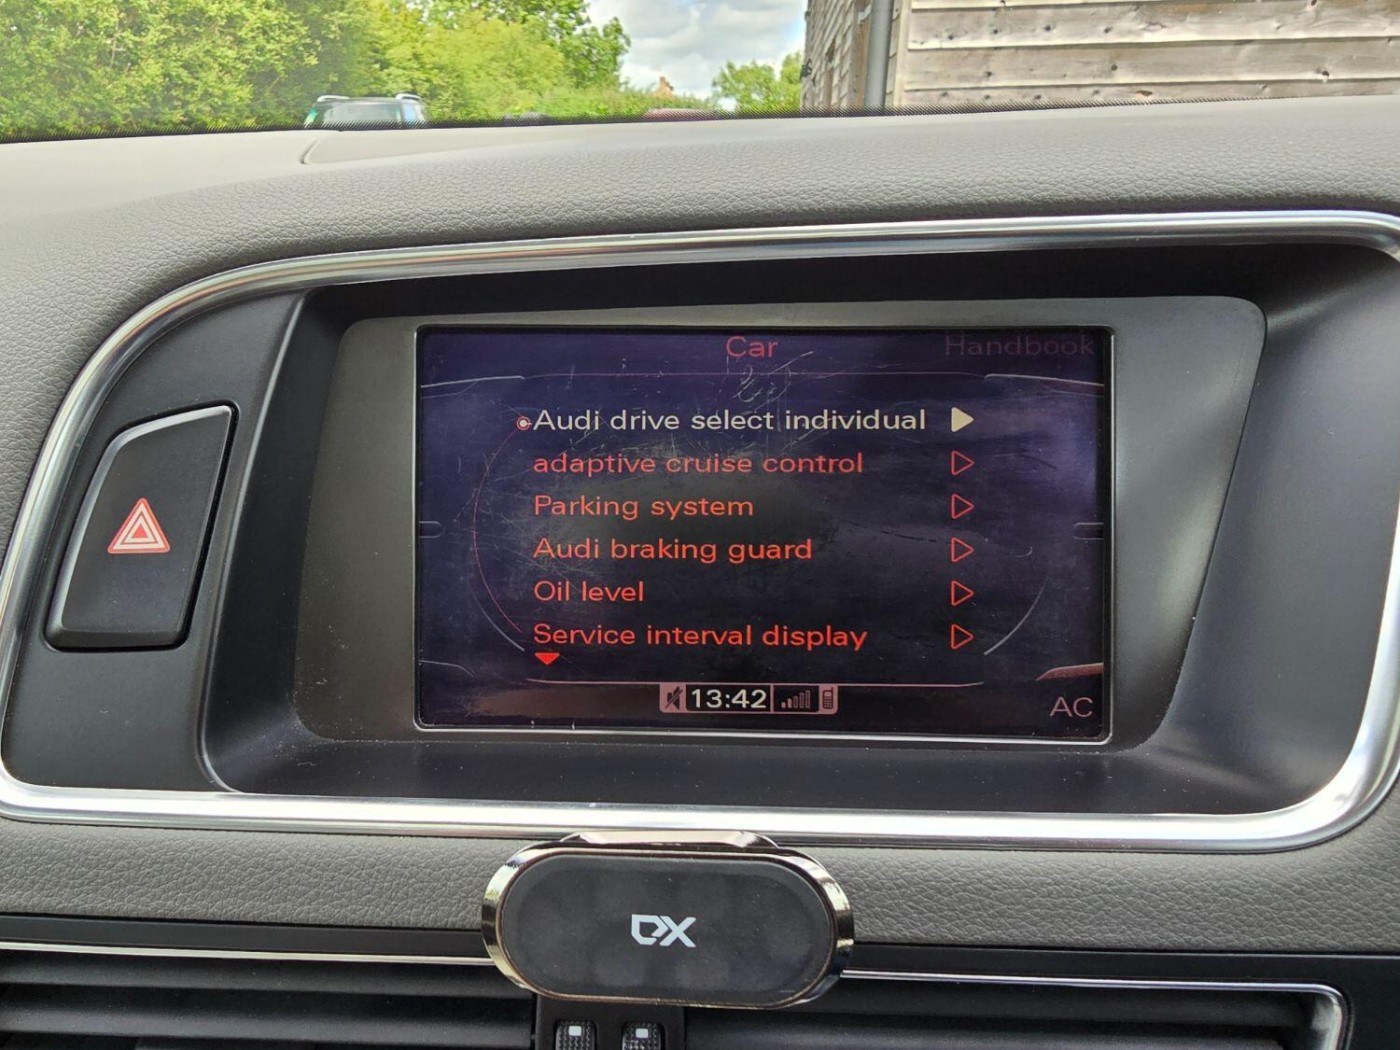 Car
Handbook
Audi drive select individual
adaptive cruise control
Parking system
Audi braking guard
Oil level
Service interval display
13:42
AC
DX